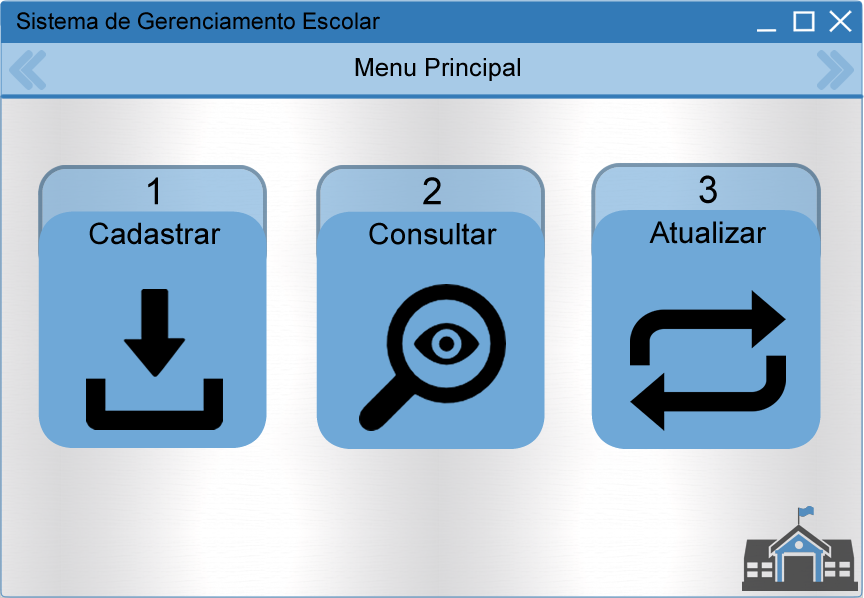 Sistema de Gerenciamento Escolar
Menu Principal
1
Cadastrar
2
Consultar
3
Atualizar